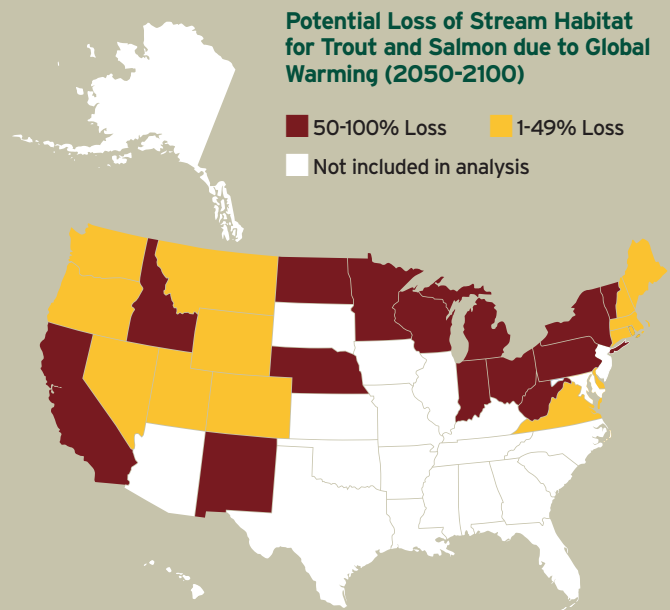 Potential Loss of Stream Habitat
for Trout and Salmon due to Global
Warming (2050-2100)
50-100% Loss
1-49% Loss
Not included in analysis